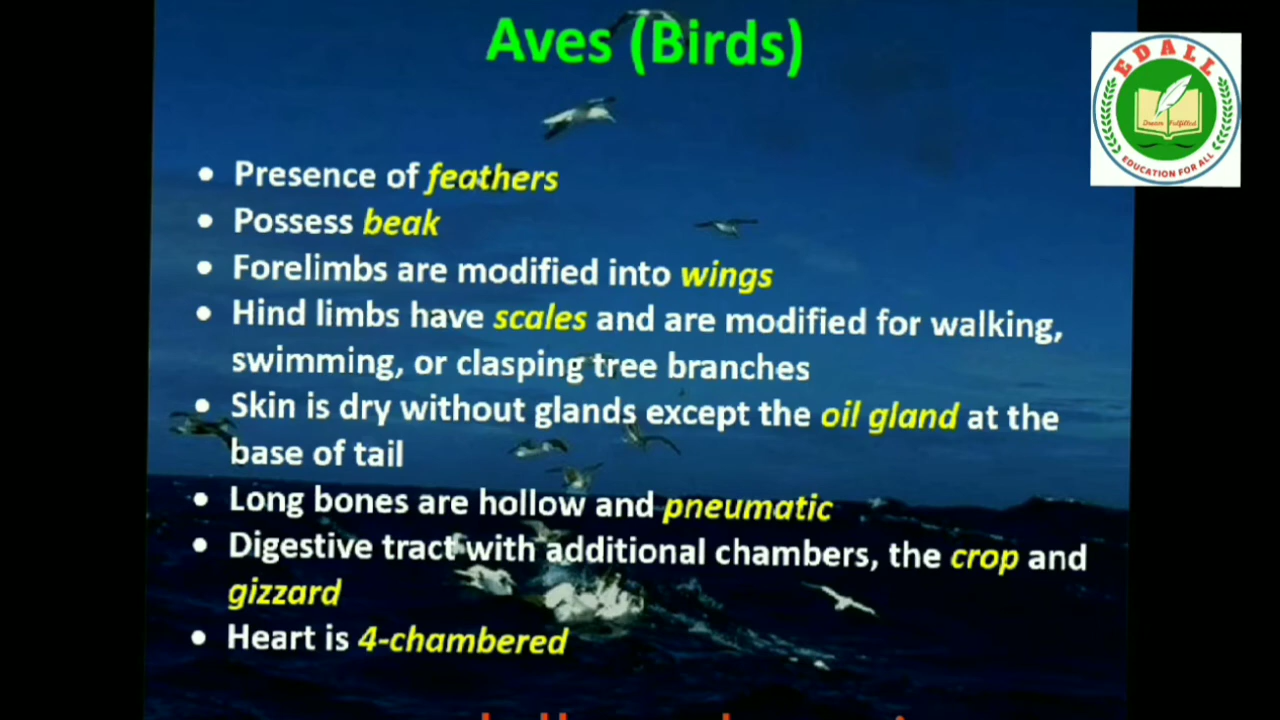 Aves (Birds)
EDALL
Dream Fulfilled
EDUCATION FOR ALL
• Presence of feathers
• Possess beak
• Forelimbs are modified into wings
• Hind limbs have scales and are modified for walking,
swimming, or clasping tree branches
• Skin is dry without glands except the oil gland at the
base of tail
• Long bones are hollow and pneumatic
• Digestive tract with additional chambers, the crop and
gizzard
• Heart is 4-chambered